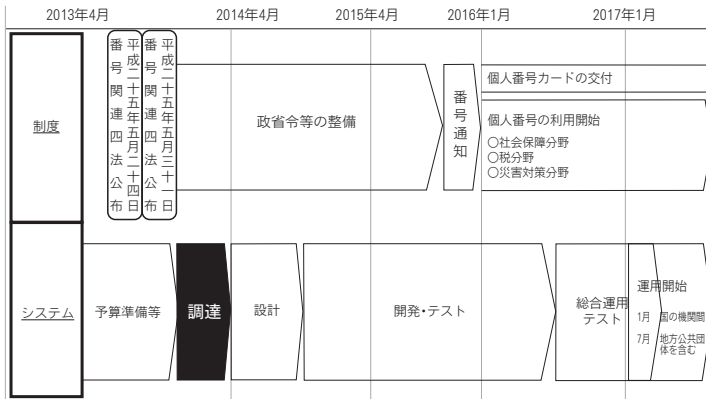 2013年4月
2014年4月
2015年4月
2016年1月
2017年1月
制度
平成二十五年五月二十四日
番号関連四法公布
平成二十五年五月三十一日
番号関連四法公布
政省令等の整備
番号通知
個人番号カードの交付
個人番号の利用開始
○社会保障分野
○税分野
○災害対策分野
システム
予算準備等
調達
設計
開発・テスト
総合運用
テスト
運用開始
1月 国の機関間
7月 地方公共団
体を含む